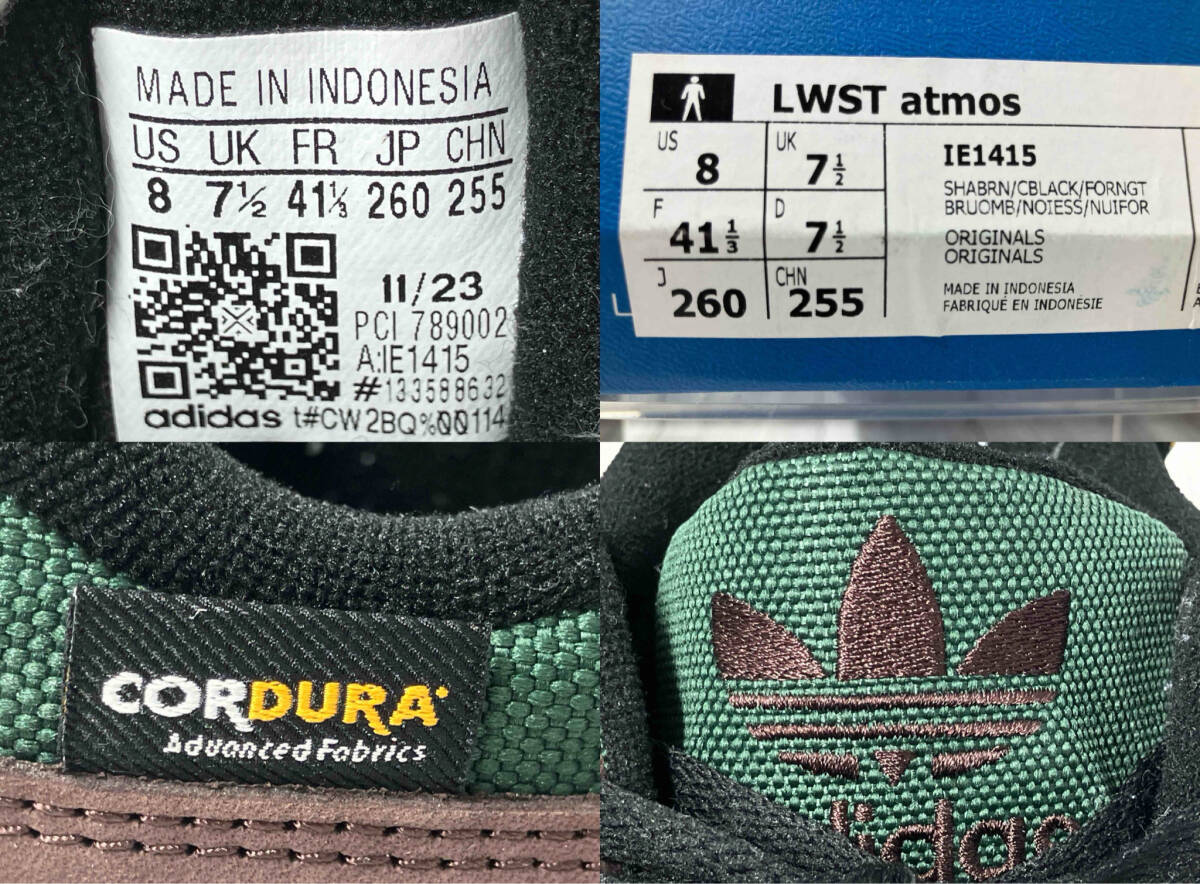 MADE IN INDONESIA
US UK FR JP CHN
8 7½ 41⅓ 260 255
11/23
PCI 789002
A:IE1415
#133588632
adidas t#CW2BQ%00114
LWST atmos
US 8 UK 7½
F 41⅓ D 7½
J 260 CHN 255
IE1415
SHABRN/CBLACK/FORNGT
BRUOMB/NOIESS/NUIFOR
ORIGINALS
ORIGINALS
MADE IN INDONESIA
FABRIQUÉ EN INDONÉSIE
CORDURA
Advanced Fabrics
adidas